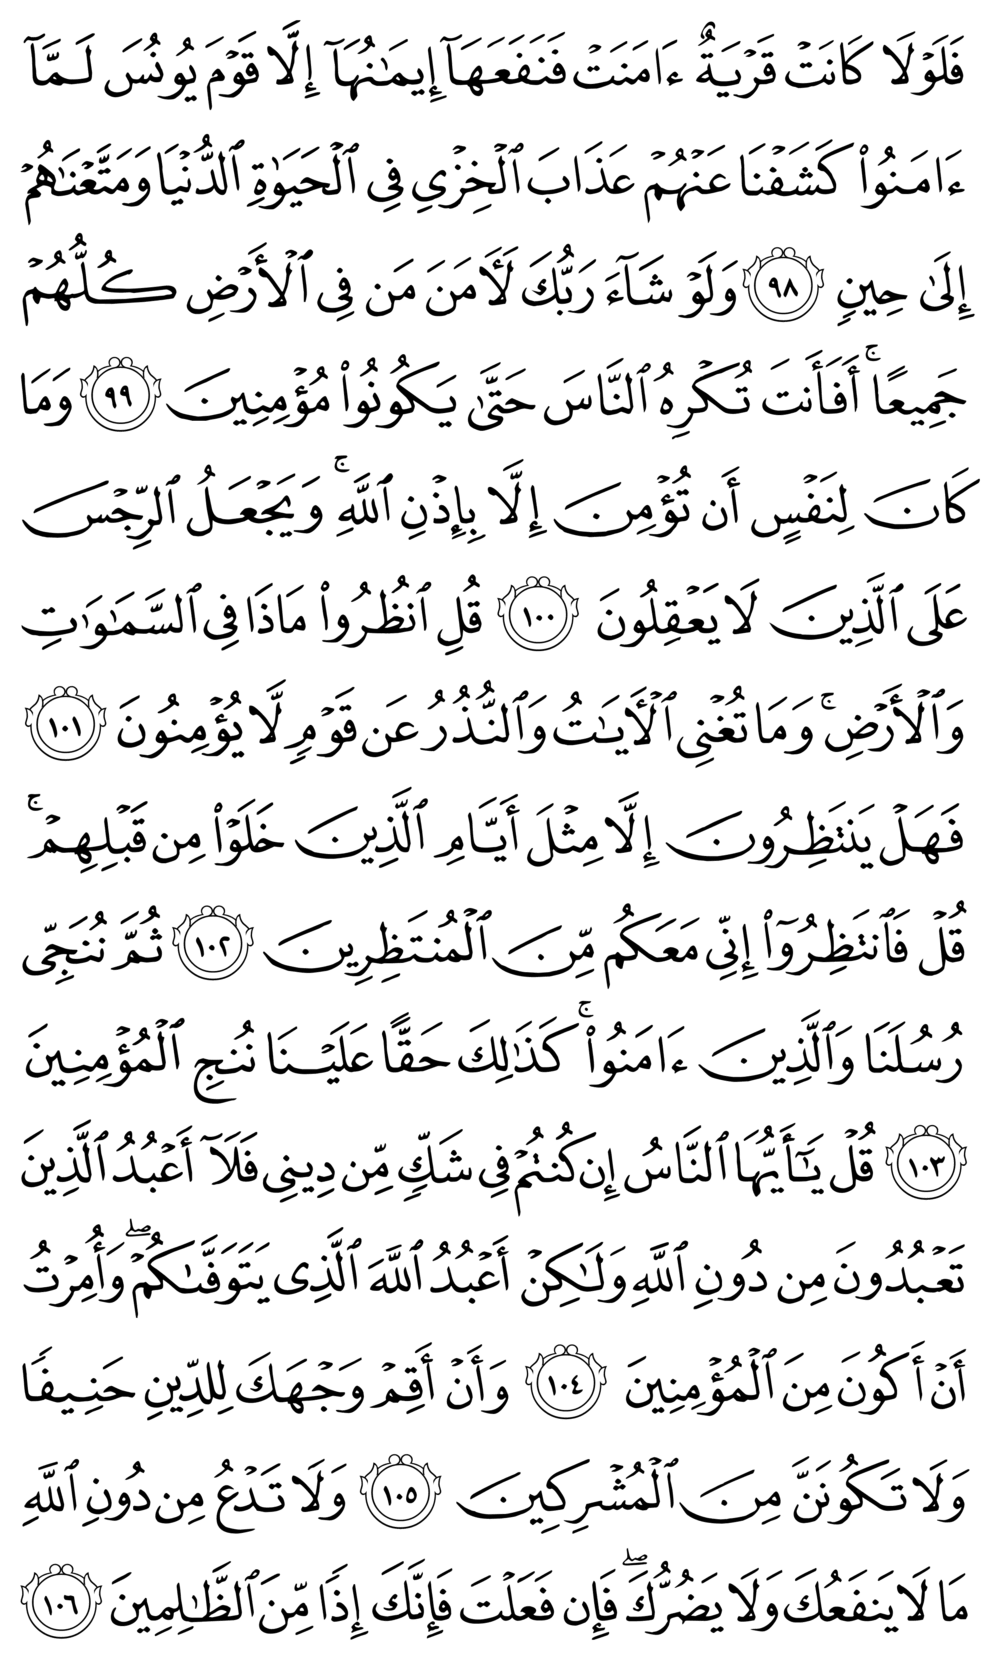 فَلَوْلَا كَانَتْ قَرْيَةٌ ءَامَنَتْ فَنَفَعَهَآ إِيمَٰنُهَآ إِلَّا قَوْمَ يُونُسَ لَمَّآ
ءَامَنُوا۟ كَشَفْنَا عَنْهُمْ عَذَابَ ٱلْخِزْىِ فِى ٱلْحَيَوٰةِ ٱلدُّنْيَا وَمَتَّعْنَٰهُمْ
إِلَىٰ حِينٍ ٩٨ وَلَوْ شَآءَ رَبُّكَ لَءَامَنَ مَن فِى ٱلْأَرْضِ كُلُّهُمْ
جَمِيعًا ۚ أَفَأَنتَ تُكْرِهُ ٱلنَّاسَ حَتَّىٰ يَكُونُوا۟ مُؤْمِنِينَ ٩٩ وَمَا
كَانَ لِنَفْسٍ أَن تُؤْمِنَ إِلَّا بِإِذْنِ ٱللَّهِ ۚ وَيَجْعَلُ ٱلرِّجْسَ
عَلَى ٱلَّذِينَ لَا يَعْقِلُونَ ١٠٠ قُلِ ٱنظُرُوا۟ مَاذَا فِى ٱلسَّمَٰوَٰتِ
وَٱلْأَرْضِ ۚ وَمَا تُغْنِى ٱلْءَايَٰتُ وَٱلنُّذُرُ عَن قَوْمٍ لَّا يُؤْمِنُونَ ١٠١
فَهَلْ يَنتَظِرُونَ إِلَّا مِثْلَ أَيَّامِ ٱلَّذِينَ خَلَوْا۟ مِن قَبْلِهِمْ ۚ
قُلْ فَٱنتَظِرُوٓا۟ إِنِّى مَعَكُم مِّنَ ٱلْمُنتَظِرِينَ ١٠٢ ثُمَّ نُنَجِّى
رُسُلَنَا وَٱلَّذِينَ ءَامَنُوا۟ ۚ كَذَٰلِكَ حَقًّا عَلَيْنَا نُنجِ ٱلْمُؤْمِنِينَ
١٠٣ قُلْ يَٰٓأَيُّهَا ٱلنَّاسُ إِن كُنتُمْ فِى شَكٍّ مِّن دِينِى فَلَآ أَعْبُدُ ٱلَّذِينَ
تَعْبُدُونَ مِن دُونِ ٱللَّهِ وَلَٰكِنْ أَعْبُدُ ٱللَّهَ ٱلَّذِى يَتَوَفَّىٰكُمْ ۖ وَأُمِرْتُ
أَنْ أَكُونَ مِنَ ٱلْمُؤْمِنِينَ ١٠٤ وَأَنْ أَقِمْ وَجْهَكَ لِلدِّينِ حَنِيفًا
وَلَا تَكُونَنَّ مِنَ ٱلْمُشْرِكِينَ ١٠٥ وَلَا تَدْعُ مِن دُونِ ٱللَّهِ
مَا لَا يَنفَعُكَ وَلَا يَضُرُّكَ ۖ فَإِن فَعَلْتَ فَإِنَّكَ إِذًا مِّنَ ٱلظَّٰلِمِينَ ١٠٦